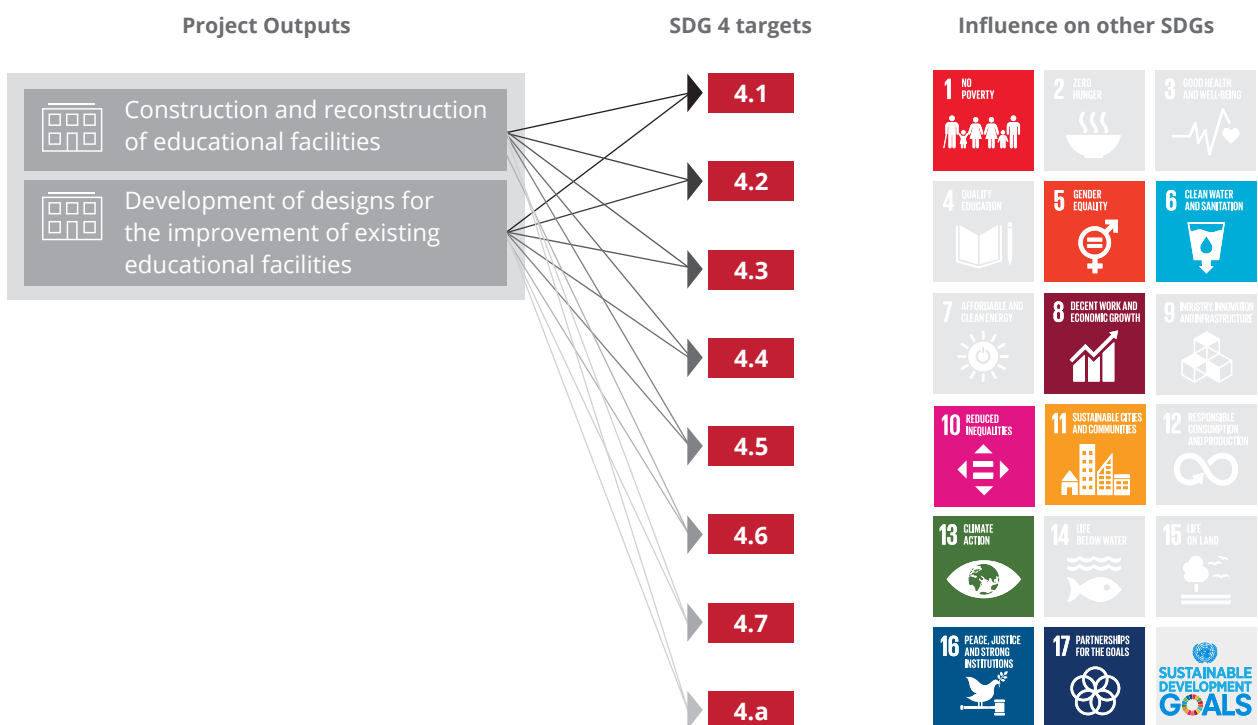 Project Outputs
SDG 4 targets
Influence on other SDGs
Construction and reconstruction
of educational facilities
Development of designs for
the improvement of existing
educational facilities
4.1
4.2
4.3
4.4
4.5
4.6
4.7
4.a
1 NO
POVERTY
2 ZERO
HUNGER
3 GOOD HEALTH
AND WELL-BEING
4 QUALITY
EDUCATION
5 GENDER
EQUALITY
6 CLEAN WATER
AND SANITATION
7 AFFORDABLE AND
CLEAN ENERGY
8 DECENT WORK AND
ECONOMIC GROWTH
9 INDUSTRY, INNOVATION
AND INFRASTRUCTURE
10 REDUCED
INEQUALITIES
11 SUSTAINABLE CITIES
AND COMMUNITIES
12 RESPONSIBLE
CONSUMPTION
AND PRODUCTION
13 CLIMATE
ACTION
14 LIFE
BELOW WATER
15 LIFE
ON LAND
16 PEACE, JUSTICE
AND STRONG
INSTITUTIONS
17 PARTNERSHIPS
FOR THE GOALS
SUSTAINABLE
DEVELOPMENT
GOALS